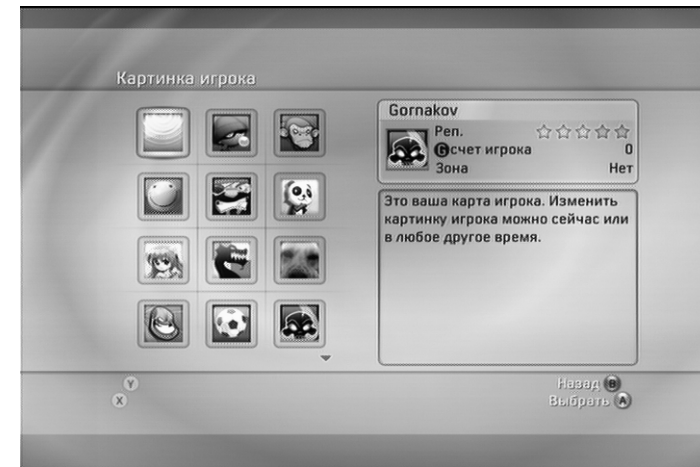 Картинка игрока
Gornakov
Реп.
G счет игрока 0
Зона Нет
Это ваша карта игрока. Изменить
картинку игрока можно сейчас или
в любое другое время.
Y
X
Назад B
Выбрать A